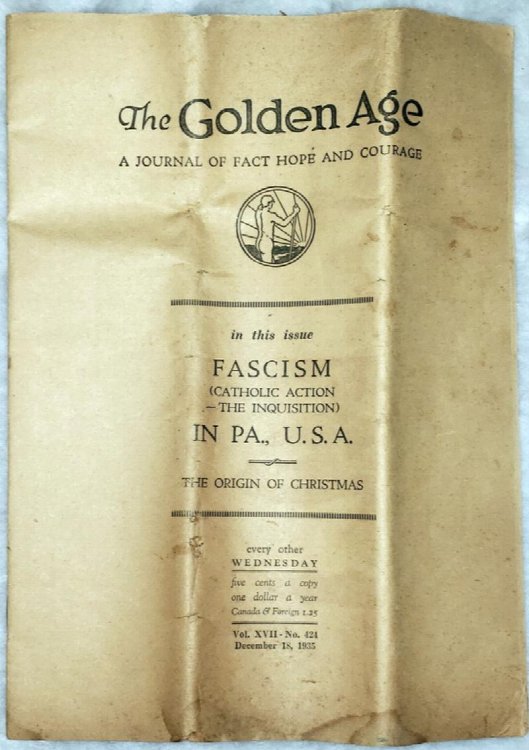 The Golden Age
A JOURNAL OF FACT HOPE AND COURAGE
in this issue
FASCISM
(CATHOLIC ACTION
—THE INQUISITION)
IN PA., U.S.A.
THE ORIGIN OF CHRISTMAS
every other
WEDNESDAY
five cents a copy
one dollar a year
Canada & Foreign 1.25
Vol. XVII - No. 424
December 18, 1935